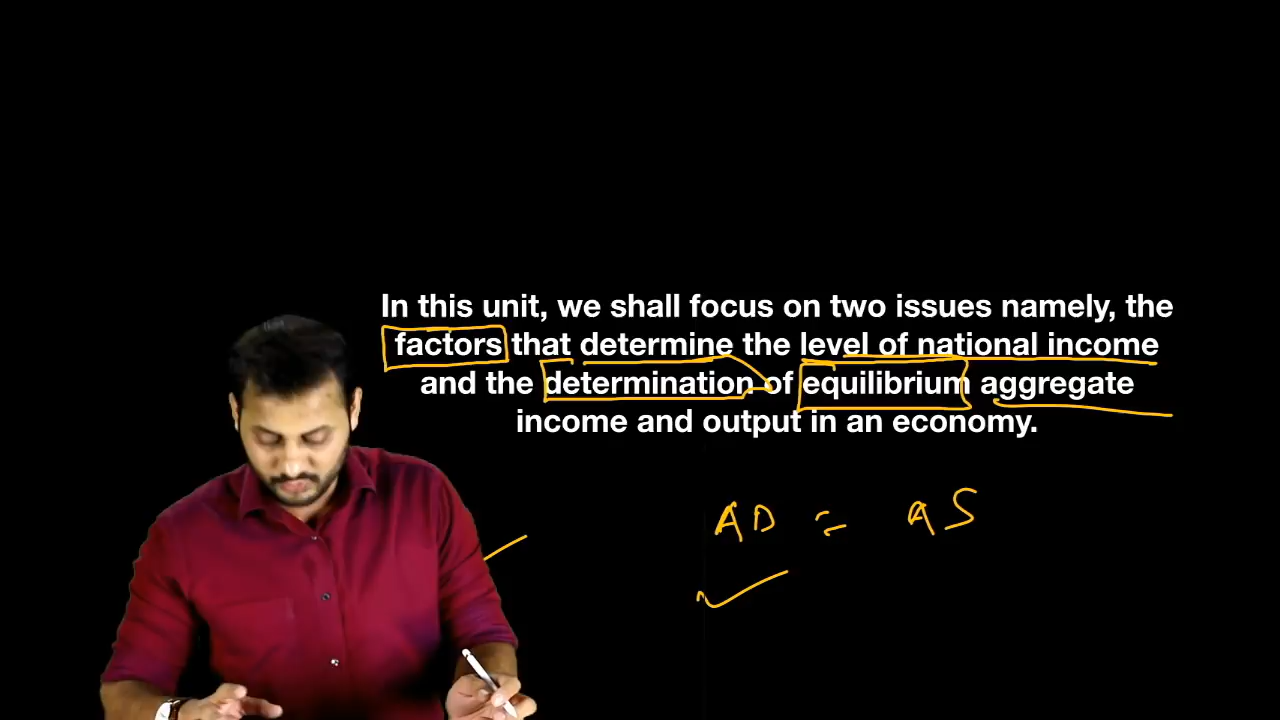 In this unit, we shall focus on two issues namely, the
factors that determine the level of national income
and the determination of equilibrium aggregate
income and output in an economy.
AD = AS